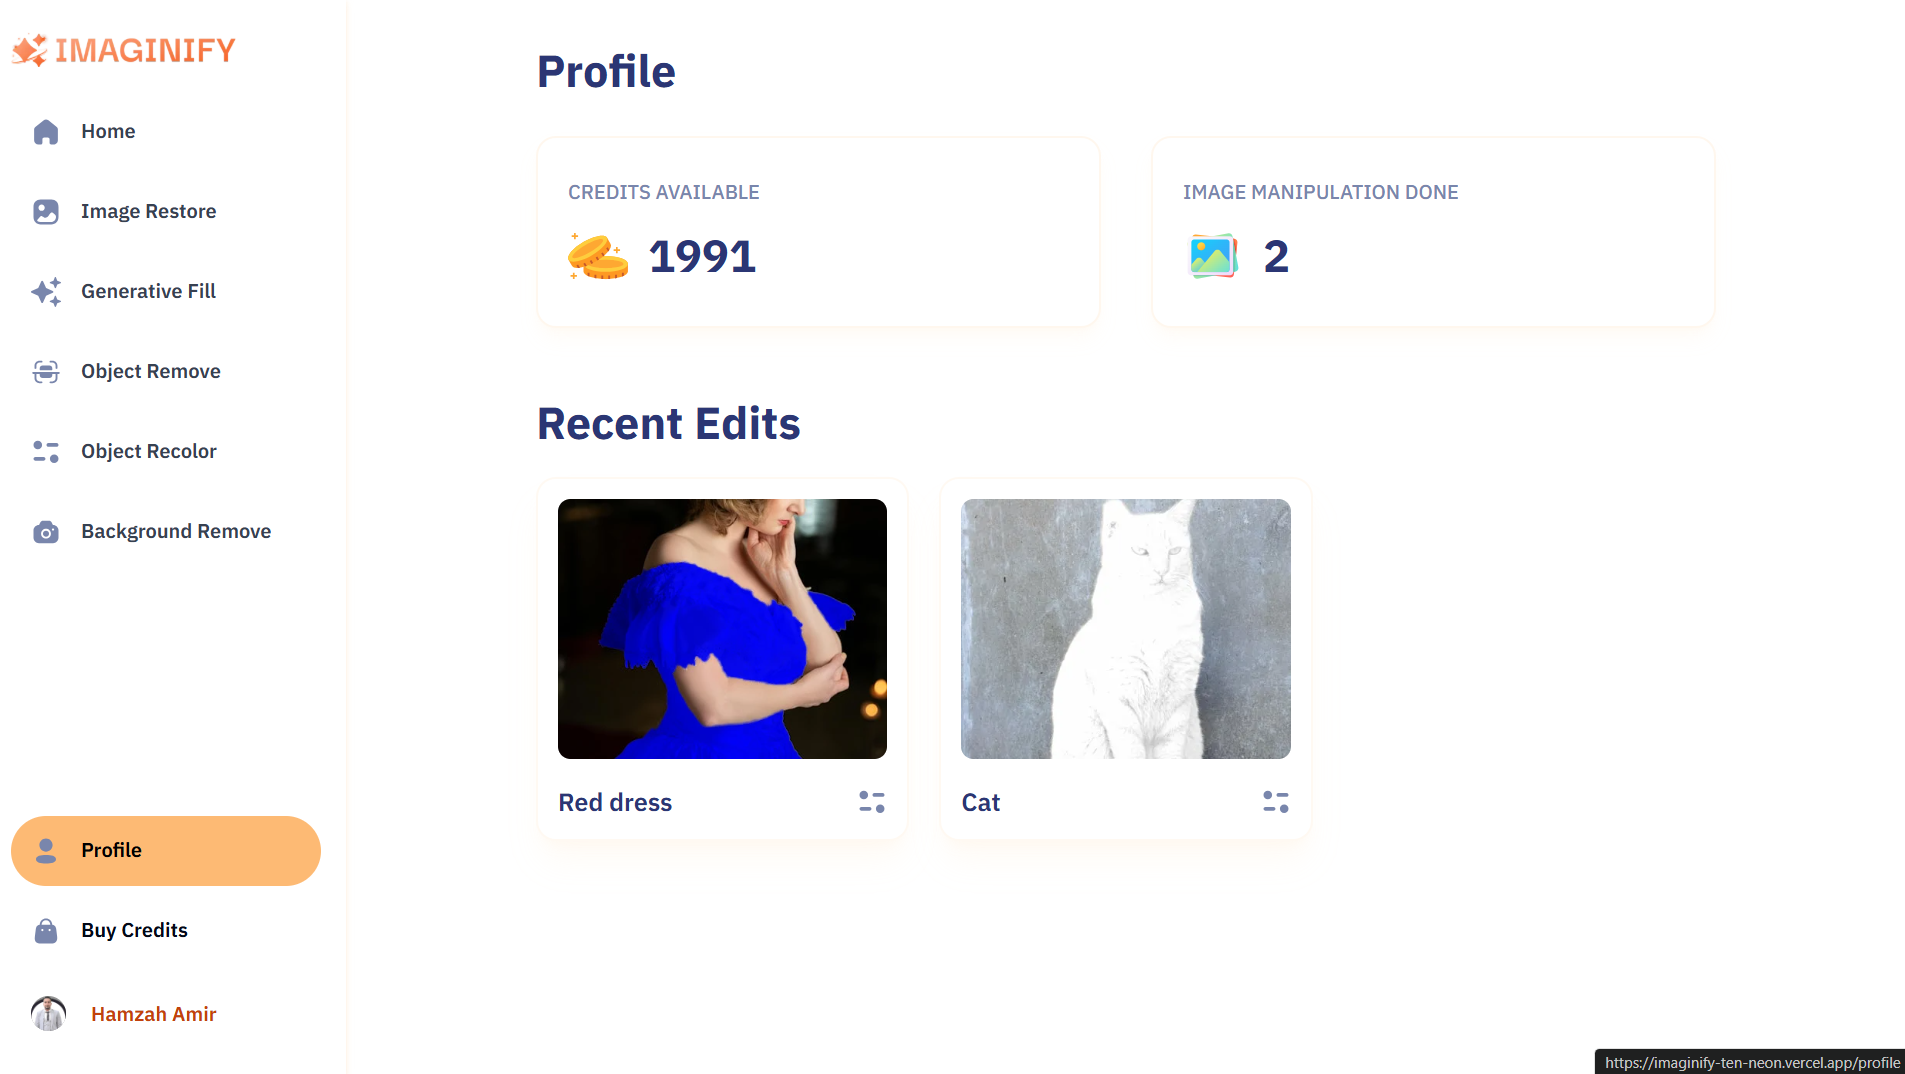 IMAGINIFY
Home
Image Restore
Generative Fill
Object Remove
Object Recolor
Background Remove
Profile
Buy Credits
Hamzah Amir
Profile
CREDITS AVAILABLE
1991
IMAGE MANIPULATION DONE
2
Recent Edits
Red dress
Cat
https://imaginify-ten-neon.vercel.app/profile